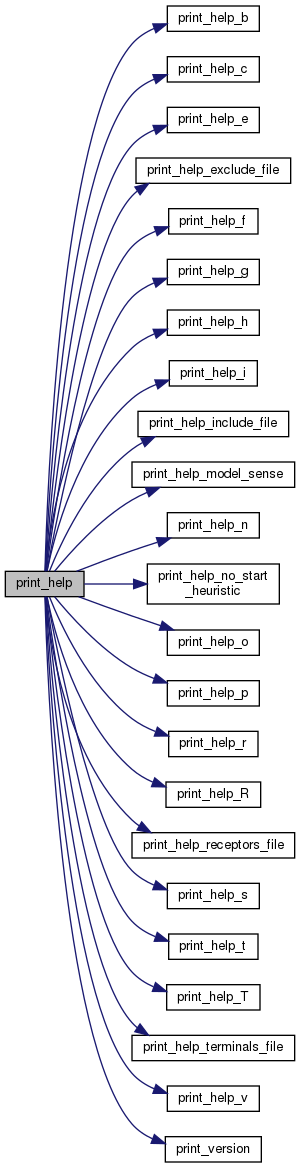 print_help_b
print_help_c
print_help_e
print_help_exclude_file
print_help_f
print_help_g
print_help_h
print_help_i
print_help_include_file
print_help_model_sense
print_help_n
print_help
print_help_no_start
_heuristic
print_help_o
print_help_p
print_help_r
print_help_R
print_help_receptors_file
print_help_s
print_help_t
print_help_T
print_help_terminals_file
print_help_v
print_version